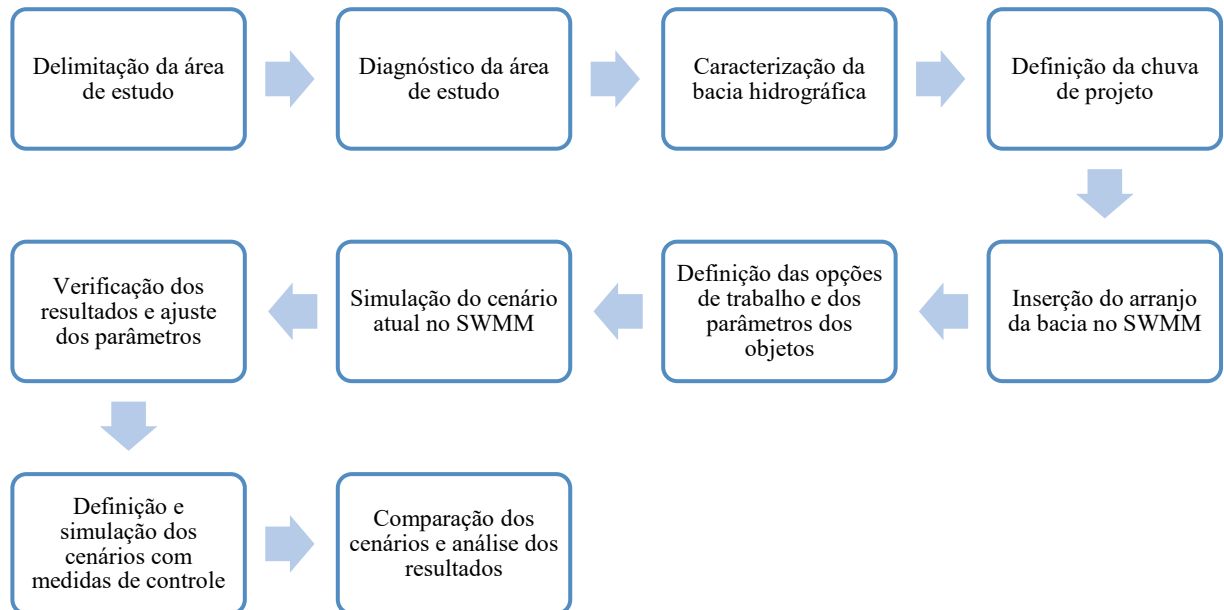 Delimitação da área
de estudo
Diagnóstico da área
de estudo
Caracterização da
bacia hidrográfica
Definição da chuva
de projeto
Inserção do arranjo
da bacia no SWMM
Definição das opções
de trabalho e dos
parâmetros dos
objetos
Simulação do cenário
atual no SWMM
Verificação dos
resultados e ajuste
dos parâmetros
Definição e
simulação dos
cenários com
medidas de controle
Comparação dos
cenários e análise dos
resultados